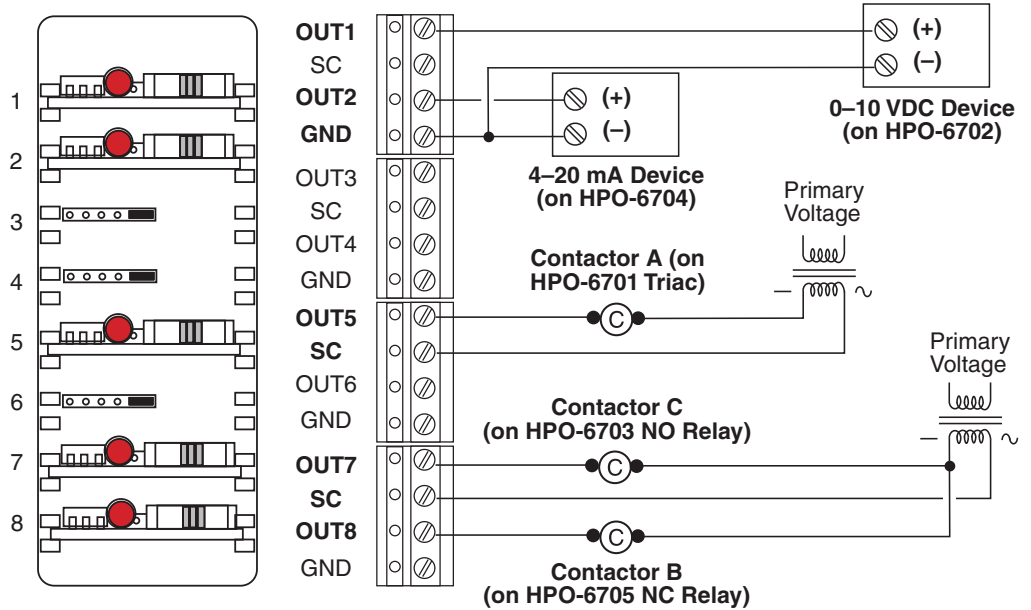 1
2
3
4
5
6
7
8
OUT1
SC
OUT2
GND
OUT3
SC
OUT4
GND
OUT5
SC
OUT6
GND
OUT7
SC
OUT8
GND
(+)
(–)
0–10 VDC Device
(on HPO-6702)
(+)
(–)
4–20 mA Device
(on HPO-6704)
Primary
Voltage
Contactor A (on
HPO-6701 Triac)
C
Primary
Voltage
Contactor C
(on HPO-6703 NO Relay)
C
C
Contactor B
(on HPO-6705 NC Relay)